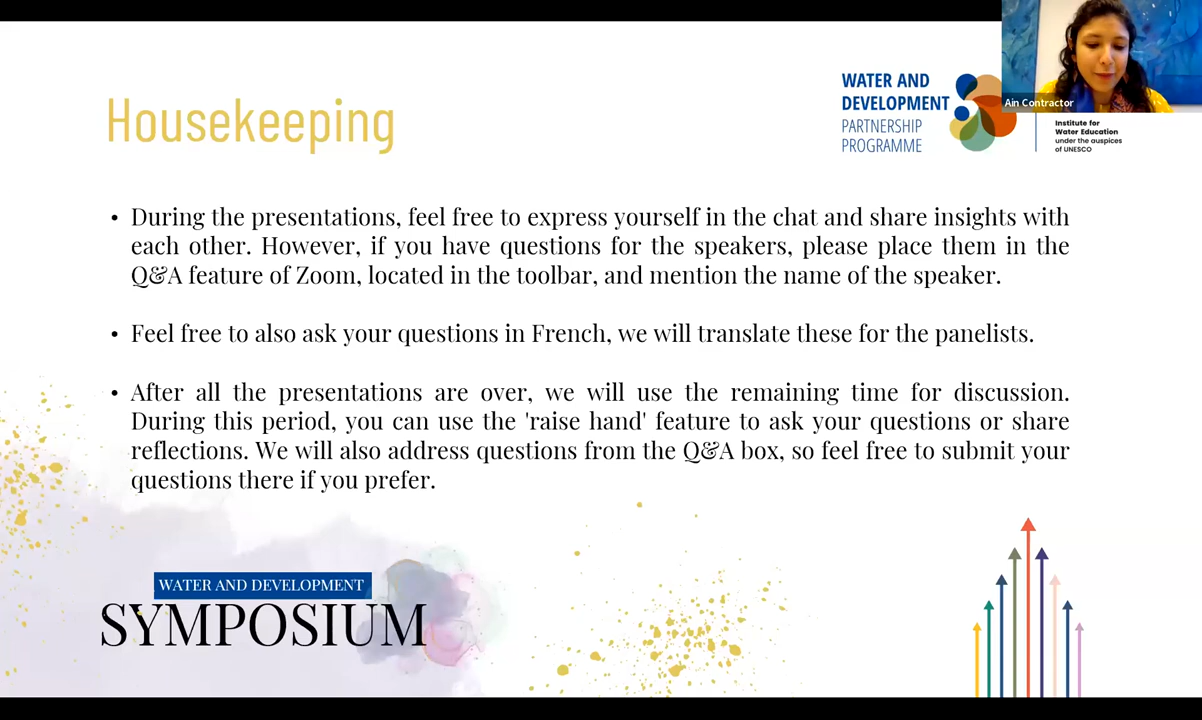 Housekeeping
WATER AND
DEVELOPMENT
PARTNERSHIP
PROGRAMME
Ain Contractor
Institute for
Water Education
under the auspices
of UNESCO
• During the presentations, feel free to express yourself in the chat and share insights with
each other. However, if you have questions for the speakers, please place them in the
Q&A feature of Zoom, located in the toolbar, and mention the name of the speaker.
• Feel free to also ask your questions in French, we will translate these for the panelists.
• After all the presentations are over, we will use the remaining time for discussion.
During this period, you can use the 'raise hand' feature to ask your questions or share
reflections. We will also address questions from the Q&A box, so feel free to submit your
questions there if you prefer.
WATER AND DEVELOPMENT
SYMPOSIUM